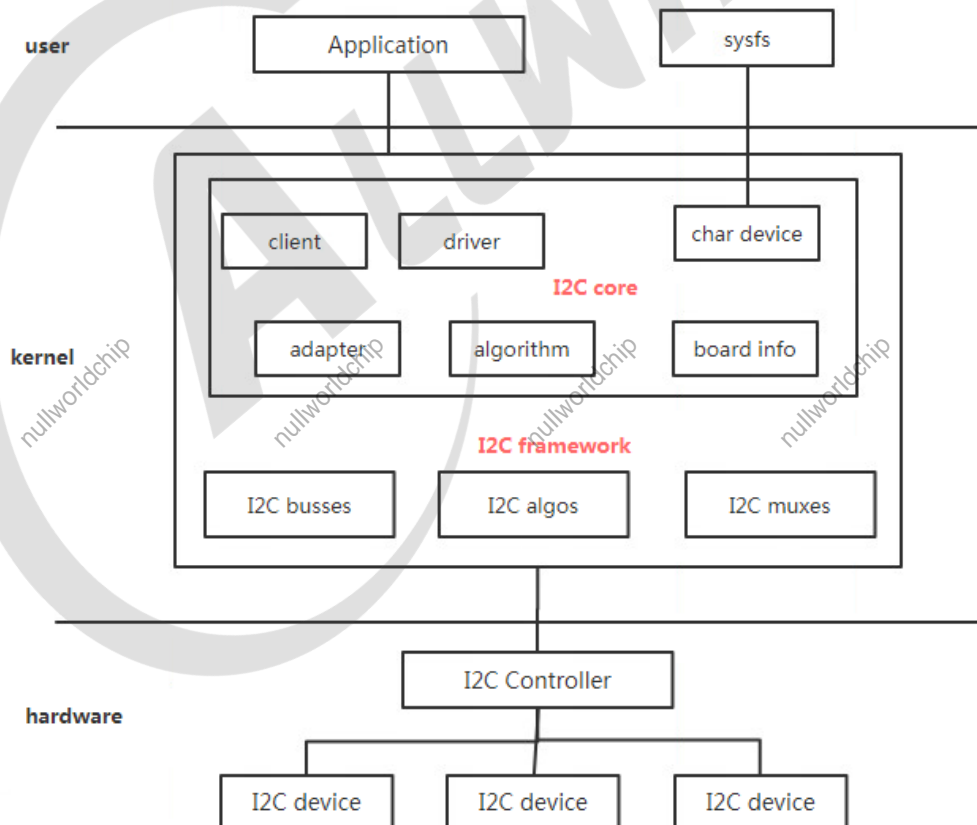 user
Application
sysfs
client
driver
char device
I2C core
kernel
adapter
algorithm
board info
nullworldchip
nullworldchip
nullworldchip
nullworldchip
I2C framework
I2C busses
I2C algos
I2C muxes
I2C Controller
hardware
I2C device
I2C device
I2C device
ALLW